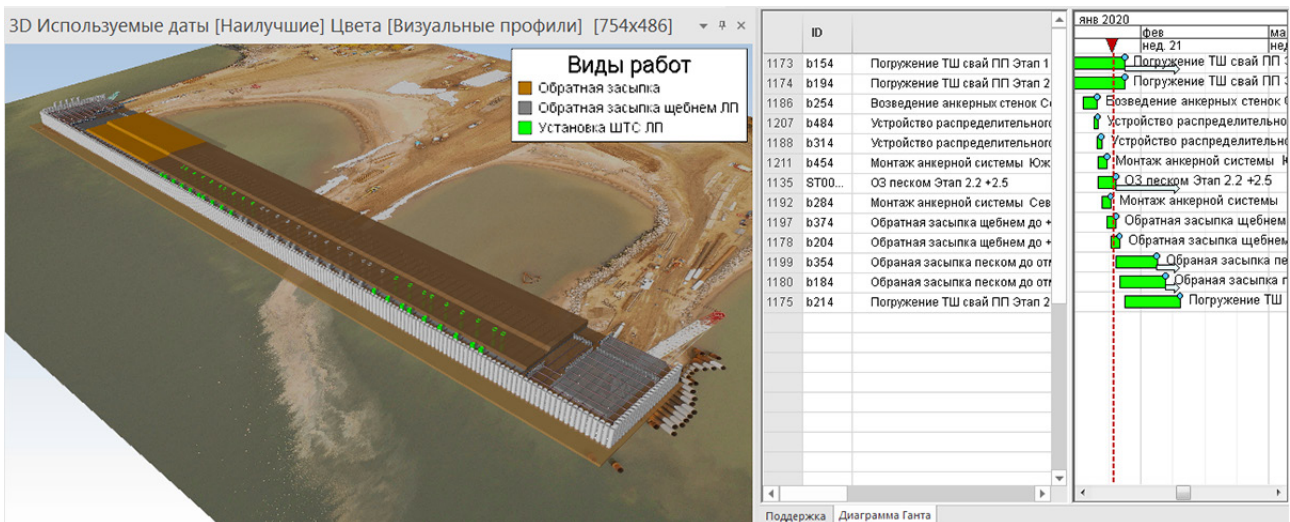 3D Используемые даты [Наилучшие] Цвета [Визуальные профили] [754x486]
Виды работ
Обратная засыпка
Обратная засыпка щебнем ЛП
Установка ШТС ЛП
ID
1173 b154 Погружение ТШ свай ПП Этап 1
1174 b194 Погружение ТШ свай ПП Этап 2
1186 b254 Возведение анкерных стенок
1207 b484 Устройство распределительног
1188 b314 Устройство распределительног
1211 b454 Монтаж анкерной системы Юж
1135 ST00... ОЗ песком Этап 2.2 +2.5
1192 b284 Монтаж анкерной системы Сев
1197 b374 Обратная засыпка щебнем до +
1178 b204 Обратная засыпка щебнем до +
1199 b354 Обраная засыпка песком до от
1180 b184 Обраная засыпка песком до от
1175 b214 Погружение ТШ свай ПП Этап 2
янв 2020
фев ма
нед. 21 нед
Погружение ТШ свай ПП
Погружение ТШ свай ПП
Возведение анкерных стенок
Устройство распределительно
Устройство распределительно
Монтаж анкерной системы
ОЗ песком Этап 2.2 +2.5
Монтаж анкерной системы
Обратная засыпка щебнем
Обратная засыпка щебнем
Обраная засыпка пе
Обраная засыпка
Погружение ТШ
Поддержка Диаграмма Ганта